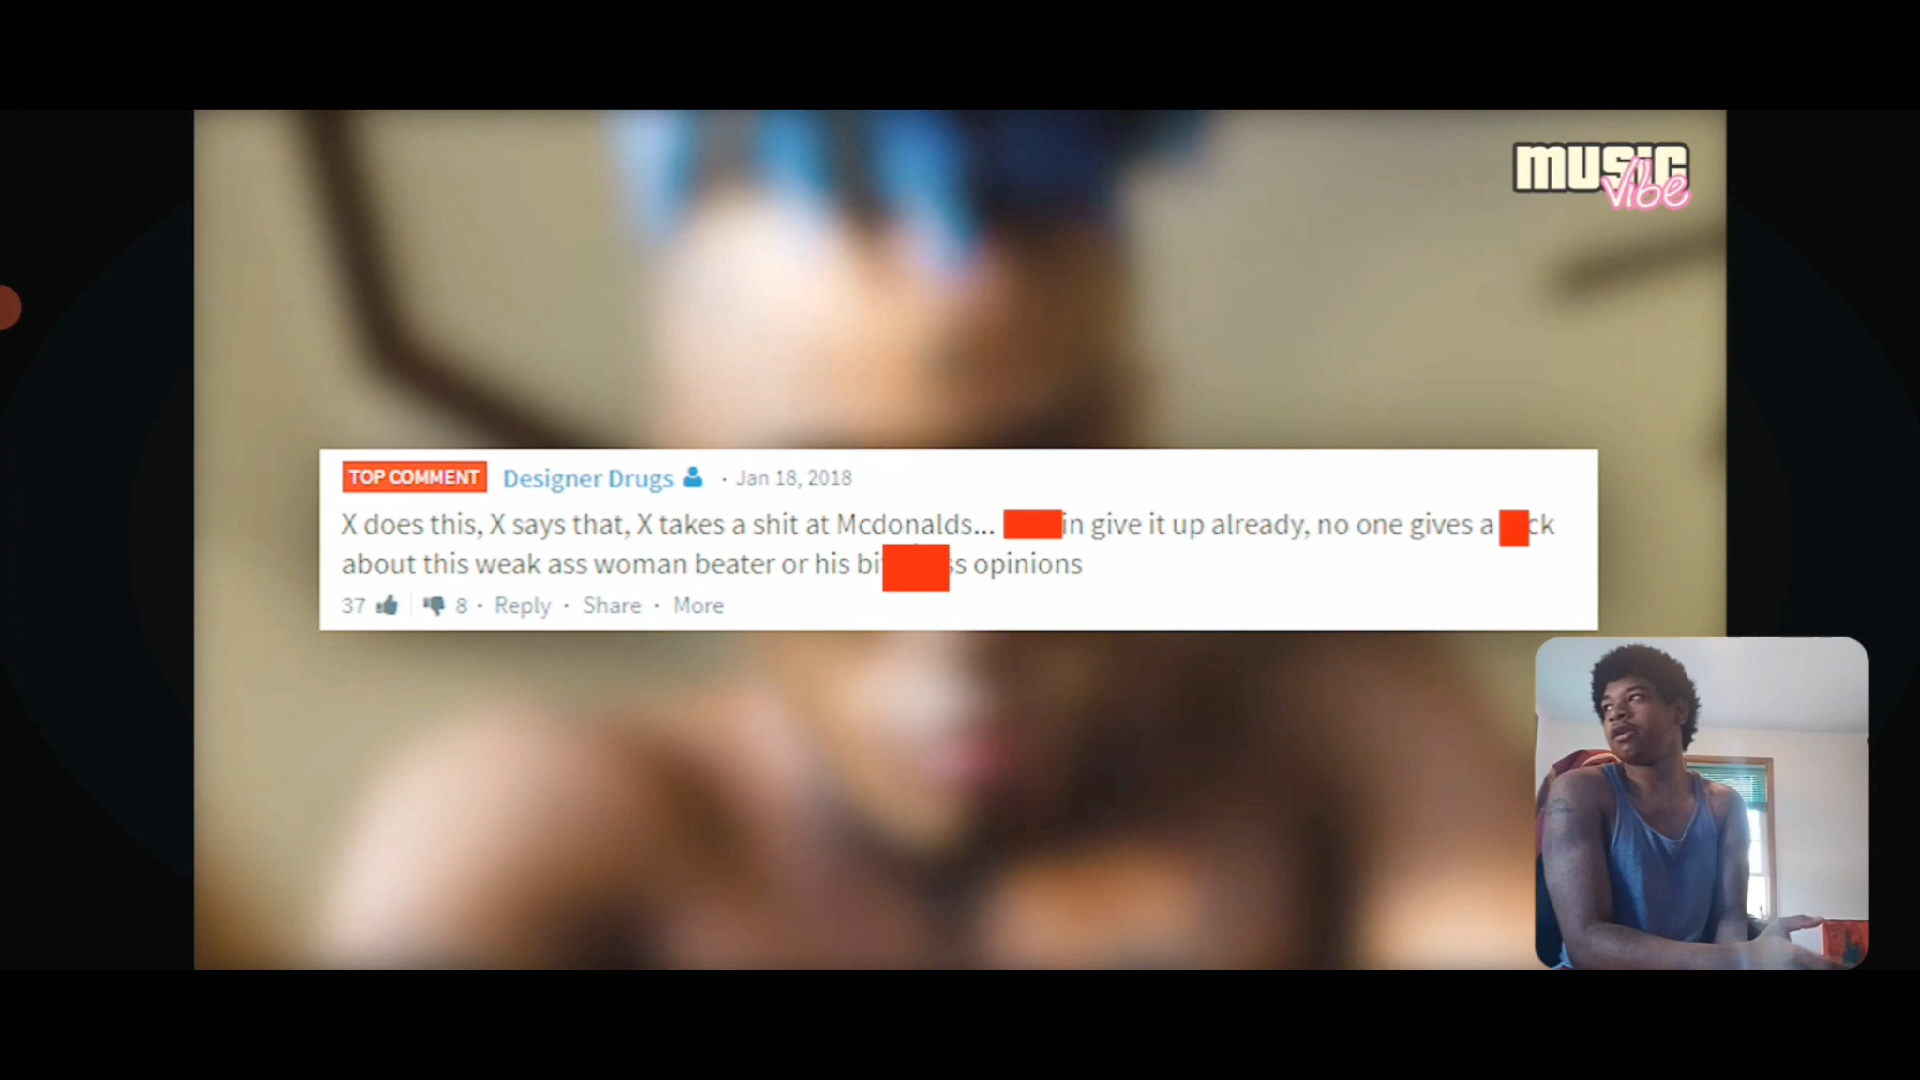 music
vibe
TOP COMMENT Designer Drugs · Jan 18, 2018
X does this, X says that, X takes a shit at Mcdonalds... in give it up already, no one gives a ck
about this weak ass woman beater or his bi s opinions
37 8 · Reply · Share · More